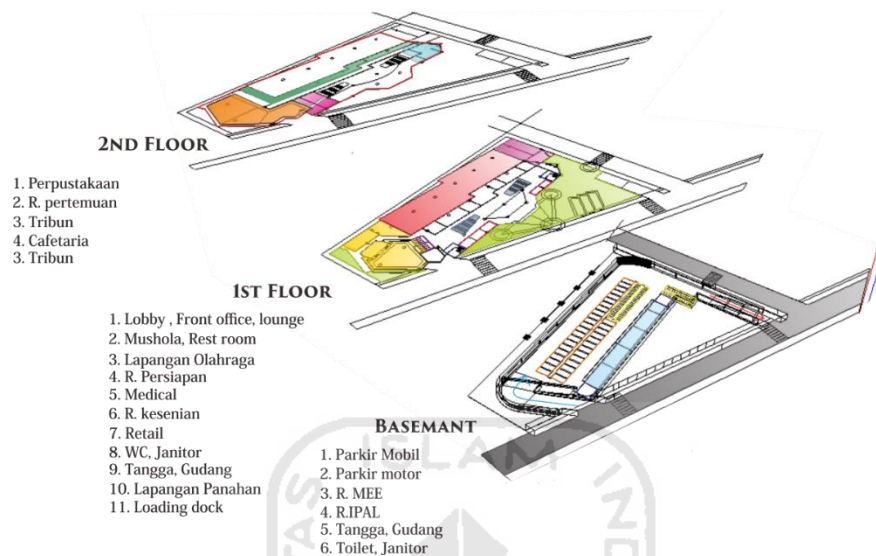 2ND FLOOR
1. Perpustakaan
2. R. pertemuan
3. Tribun
4. Cafetaria
3. Tribun
1ST FLOOR
1. Lobby , Front office, lounge
2. Mushola, Rest room
3. Lapangan Olahraga
4. R. Persiapan
5. Medical
6. R. kesenian
7. Retail
8. WC, Janitor
9. Tangga, Gudang
10. Lapangan Panahan
11. Loading dock
BASEMANT
1. Parkir Mobil
2. Parkir motor
3. R. MEE
4. R.IPAL
5. Tangga, Gudang
6. Toilet, Janitor
ISLAM